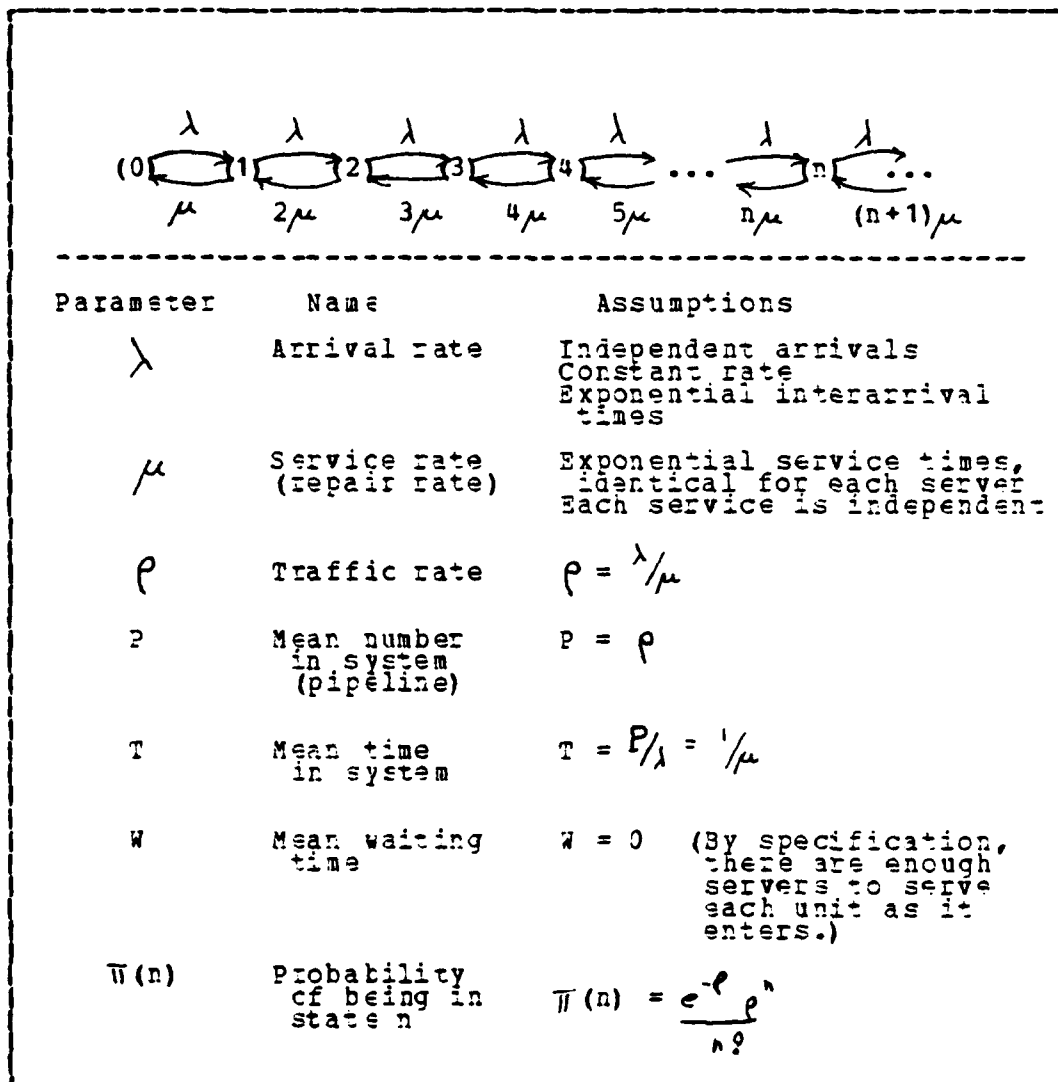 λ λ λ λ λ λ λ
(0 1 2 3 4 ... n ...
μ 2μ 3μ 4μ 5μ nμ (n+1)μ
Parameter Name Assumptions
λ Arrival rate Independent arrivals
Constant rate
Exponential interarrival
times
μ Service rate Exponential service times,
(repair rate) identical for each server
Each service is independent
ρ Traffic rate ρ = λ/μ
P Mean number P = ρ
in system
(pipeline)
T Mean time T = P/λ = 1/μ
in system
W Mean waiting W = 0 (By specification,
time there are enough
servers to serve
each unit as it
enters.)
π(n) Probability
of being in π(n) = e^-ρ ρ^n
state n n!